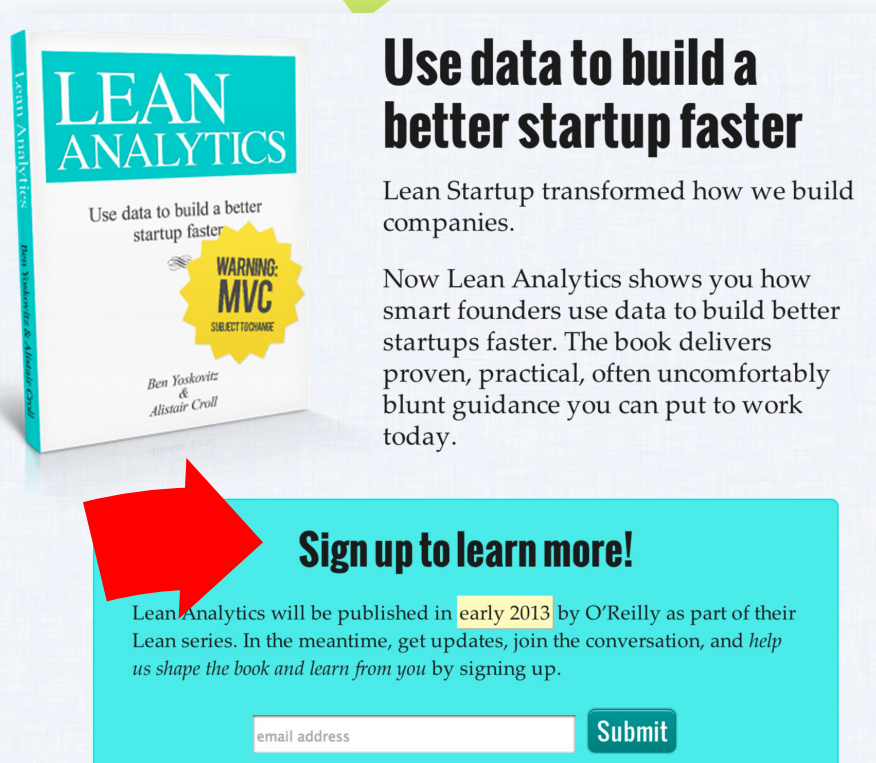 Lean Analytics
Ben Yoskovitz & Alistair Croll
LEAN
ANALYTICS
Use data to build a better
startup faster
WARNING:
MVC
SUBJECT TO CHANGE
Ben Yoskovitz
&
Alistair Croll
Use data to build a
better startup faster
Lean Startup transformed how we build
companies.
Now Lean Analytics shows you how
smart founders use data to build better
startups faster. The book delivers
proven, practical, often uncomfortably
blunt guidance you can put to work
today.
Sign up to learn more!
Lean Analytics will be published in early 2013 by O'Reilly as part of their
Lean series. In the meantime, get updates, join the conversation, and help
us shape the book and learn from you by signing up.
email address
Submit